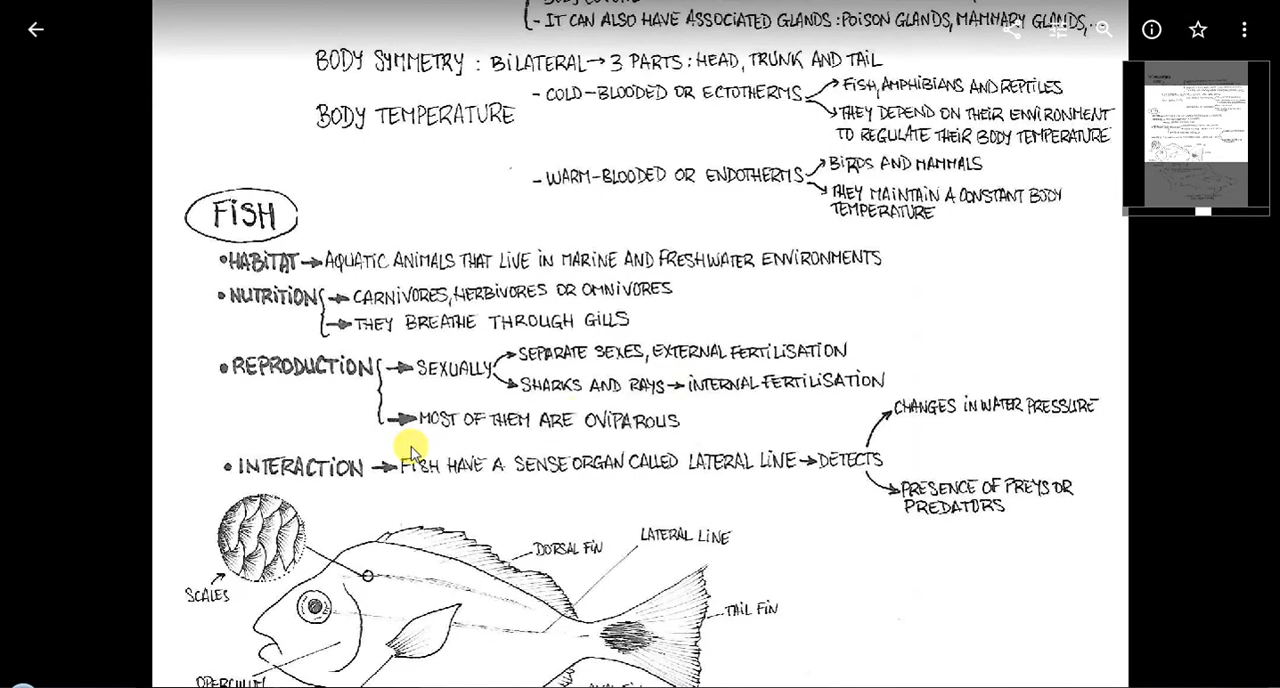 - IT CAN ALSO HAVE ASSOCIATED GLANDS: POISON GLANDS, MAMMARY GLANDS,...
BODY SYMMETRY: BILATERAL → 3 PARTS: HEAD, TRUNK AND TAIL
BODY TEMPERATURE
- COLD-BLOODED OR ECTOTHERMS
FISH, AMPHIBIANS AND REPTILES
THEY DEPEND ON THEIR ENVIRONMENT
TO REGULATE THEIR BODY TEMPERATURE
- WARM-BLOODED OR ENDOTHERMS
BIRDS AND MAMMALS
THEY MAINTAIN A CONSTANT BODY
TEMPERATURE
FISH
• HABITAT → AQUATIC ANIMALS THAT LIVE IN MARINE AND FRESHWATER ENVIRONMENTS
• NUTRITION → CARNIVORES, HERBIVORES OR OMNIVORES
→ THEY BREATHE THROUGH GILLS
• REPRODUCTION → SEXUALLY
SEPARATE SEXES, EXTERNAL FERTILISATION
SHARKS AND RAYS → INTERNAL FERTILISATION
→ MOST OF THEM ARE OVIPAROUS
• INTERACTION → FISH HAVE A SENSE ORGAN CALLED LATERAL LINE → DETECTS
CHANGES IN WATER PRESSURE
PRESENCE OF PREYS OR
PREDATORS
SCALES
DORSAL FIN
LATERAL LINE
TAIL FIN
OPERCULUM